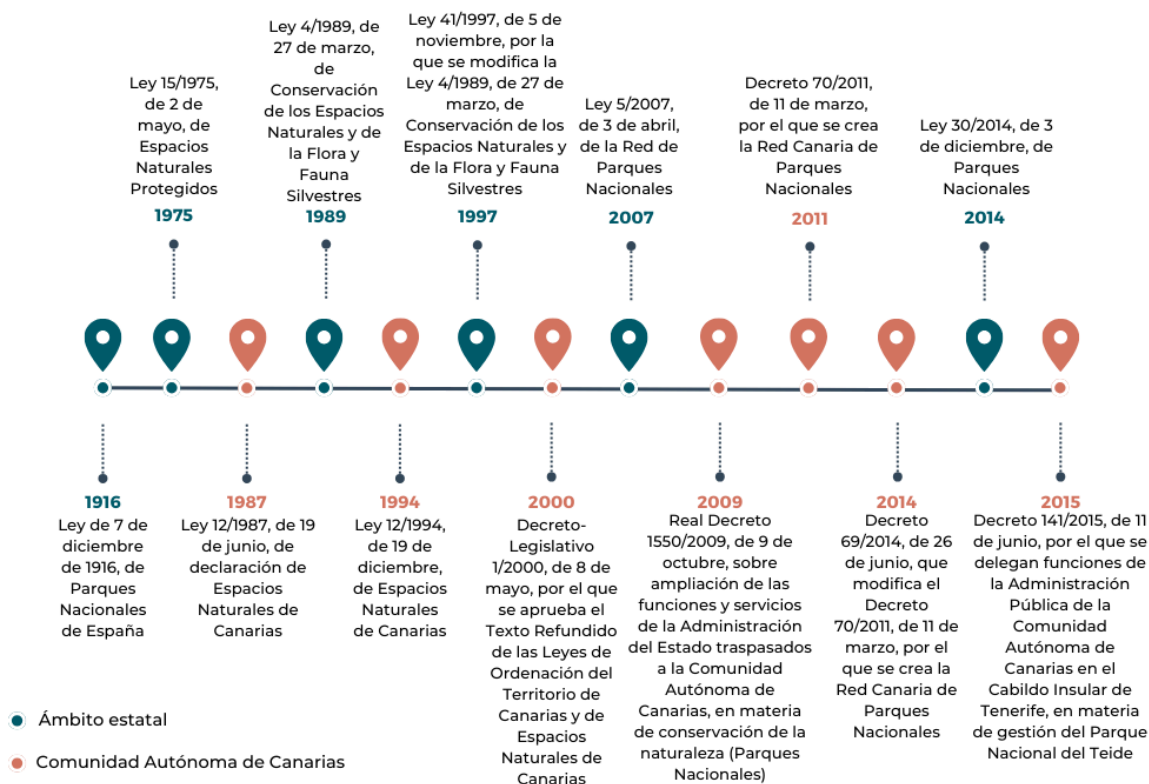 Ley 15/1975,
de 2 de
mayo, de
Espacios
Naturales
Protegidos
1975
Ley 4/1989, de
27 de marzo,
de
Conservación
de los Espacios
Naturales y de
la Flora y
Fauna
Silvestres
1989
Ley 41/1997, de 5 de
noviembre, por la
que se modifica la
Ley 4/1989, de 27 de
marzo, de
Conservación de los
Espacios Naturales y
de la Flora y Fauna
Silvestres
1997
Ley 5/2007,
de 3 de abril,
de la Red de
Parques
Nacionales
2007
Decreto 70/2011,
de 11 de marzo,
por el que se crea
la Red Canaria de
Parques
Nacionales
2011
Ley 30/2014, de 3
de diciembre, de
Parques
Nacionales
2014
1916
Ley de 7 de
diciembre
de 1916, de
Parques
Nacionales
de España
1987
Ley 12/1987, de 19
de junio, de
declaración de
Espacios
Naturales de
Canarias
1994
Ley 12/1994,
de 19 de
diciembre,
de Espacios
Naturales
de Canarias
2000
Decreto-
Legislativo
1/2000, de 8 de
mayo, por el que
se aprueba el
Texto Refundido
de las Leyes de
Ordenación del
Territorio de
Canarias y de
Espacios
Naturales de
Canarias
2009
Real Decreto
1550/2009, de 9 de
octubre, sobre
ampliación de las
funciones y servicios
de la Administración
del Estado traspasados
a la Comunidad
Autónoma de
Canarias, en materia
de conservación de la
naturaleza (Parques
Nacionales)
2014
Decreto
69/2014, de 26
de junio, que
modifica el
Decreto
70/2011, de 11 de
marzo, por el
que se crea la
Red Canaria de
Parques
Nacionales
2015
Decreto 141/2015, de 11
de junio, por el que se
delegan funciones de
la Administración
Pública de la
Comunidad
Autónoma de
Canarias en el
Cabildo Insular de
Tenerife, en materia
de gestión del Parque
Nacional del Teide
Ámbito estatal
Comunidad Autónoma de Canarias